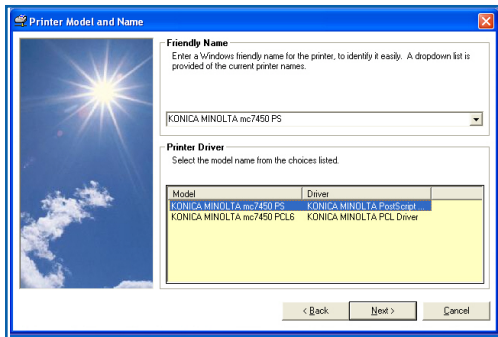 Printer Model and Name
Friendly Name
Enter a Windows friendly name for the printer, to identify it easily. A dropdown list is
provided of the current printer names.
KONICA MINOLTA mc7450 PS
Printer Driver
Select the model name from the choices listed.
Model Driver
KONICA MINOLTA mc7450 PS KONICA MINOLTA PostScript ...
KONICA MINOLTA mc7450 PCL6 KONICA MINOLTA PCL Driver
< Back Next > Cancel